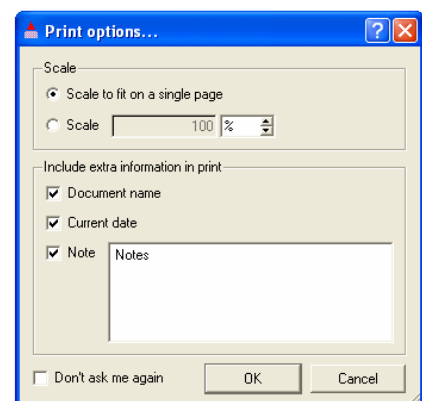 Print options...
Scale
Scale to fit on a single page
Scale 100 %
Include extra information in print
Document name
Current date
Note Notes
Don't ask me again OK Cancel